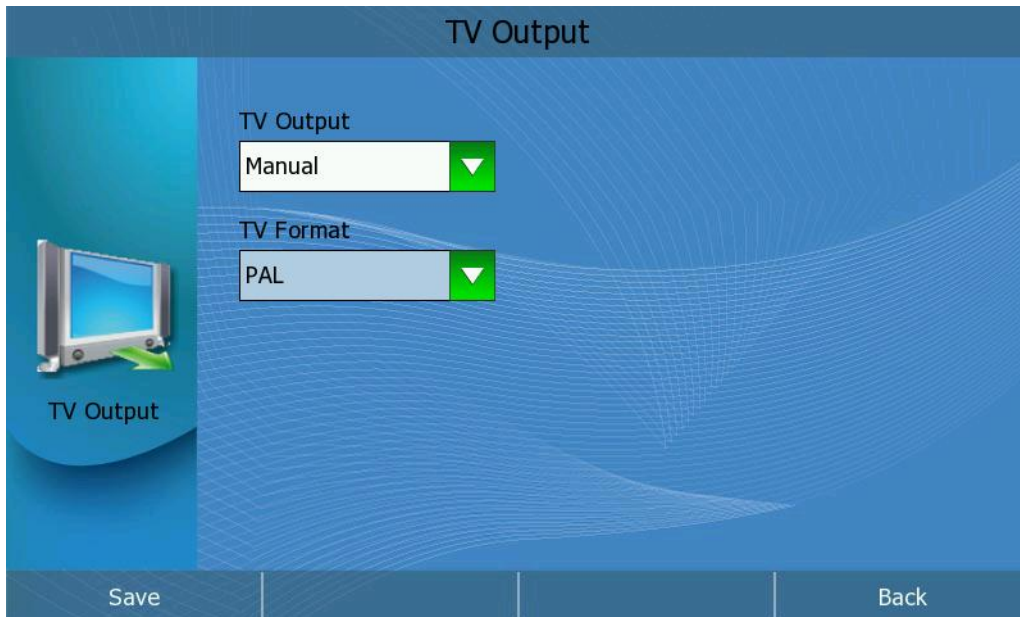 TV Output
TV Output
Manual
TV Format
PAL
TV Output
Save
Back